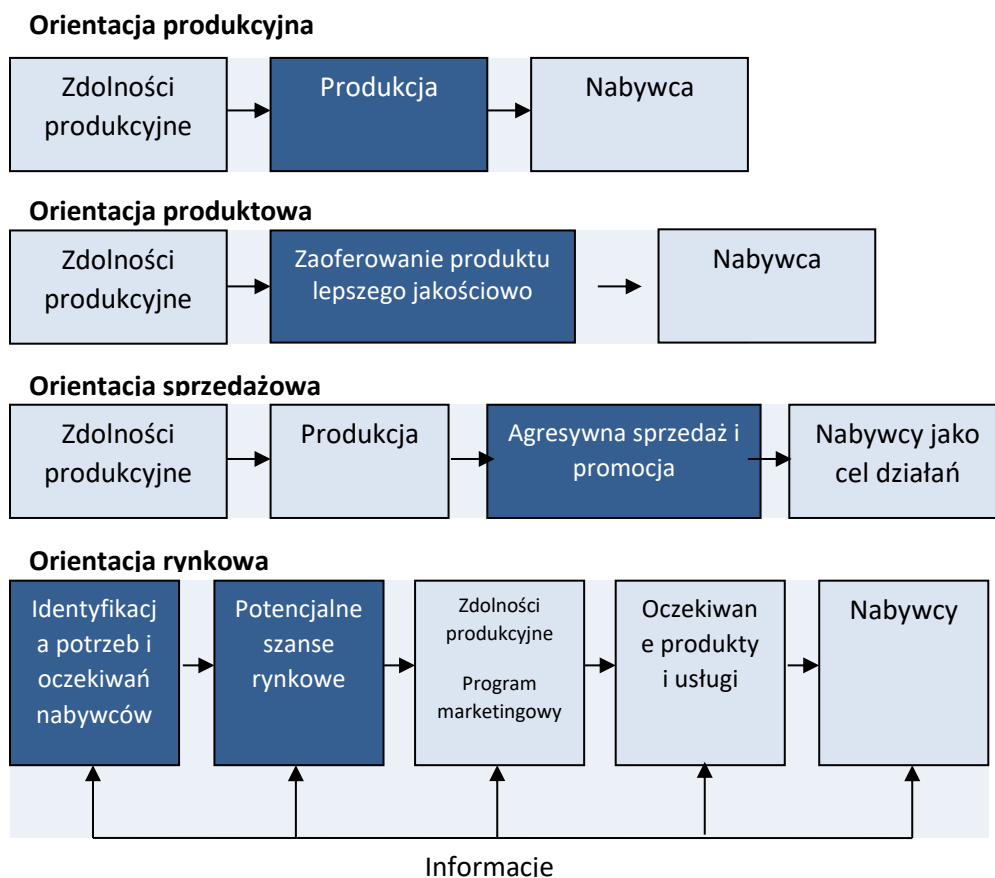 Orientacja produkcyjna
Zdolności
produkcyjne
Produkcja
Nabywca
Orientacja produktowa
Zdolności
produkcyjne
Zaoferowanie produktu
lepszego jakościowo
Nabywca
Orientacja sprzedażowa
Zdolności
produkcyjne
Produkcja
Agresywna sprzedaż i
promocja
Nabywcy jako
cel działań
Orientacja rynkowa
Identyfikacj
a potrzeb i
oczekiwań
nabywców
Potencjalne
szanse
rynkowe
Zdolności
produkcyjne
Program
marketingowy
Oczekiwan
e produkty
i usługi
Nabywcy
Informacje